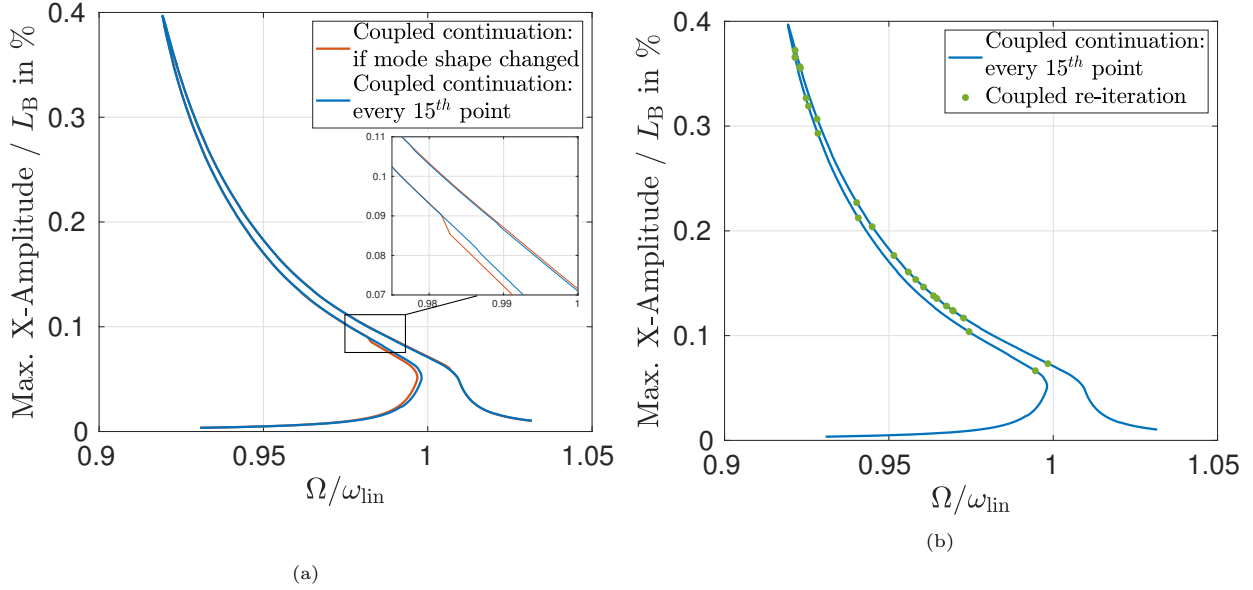 0.4
0.3
0.2
0.1
0
Max. X-Amplitude / L_B in %
Coupled continuation:
if mode shape changed
Coupled continuation:
every 15^th point
0.11
0.1
0.09
0.08
0.07
0.98
0.99
1
0.9
0.95
1
1.05
Ω/ω_lin
(a)
0.4
0.3
0.2
0.1
0
Max. X-Amplitude / L_B in %
Coupled continuation:
every 15^th point
Coupled re-iteration
0.9
0.95
1
1.05
Ω/ω_lin
(b)